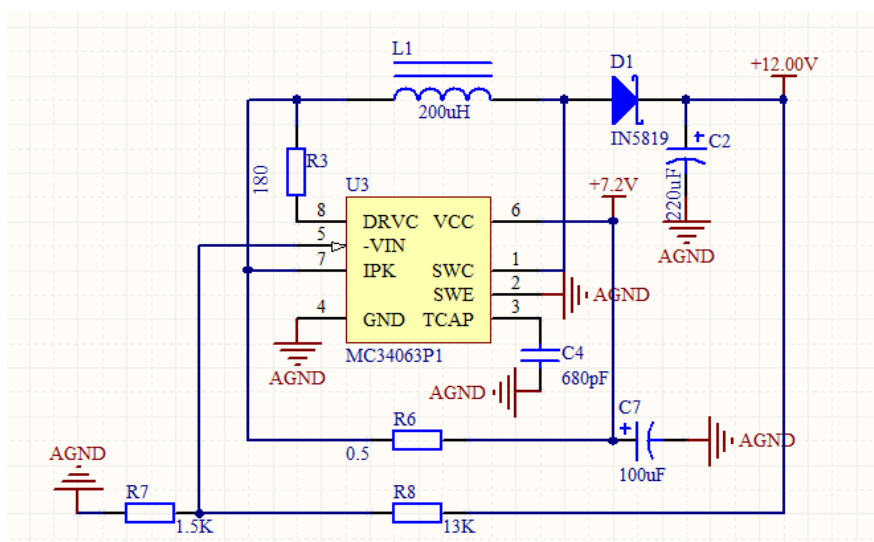 L1
200uH
D1
IN5819
+12.00V
C2
220uF
AGND
R3
180
U3
+7.2V
8 DRVC VCC 6
5 -VIN
7 IPK SWC 1
SWE 2
AGND
4 GND TCAP 3
AGND
MC34063P1
C4
680pF
AGND
R6
0.5
C7
100uF
AGND
AGND
R7
1.5K
R8
13K